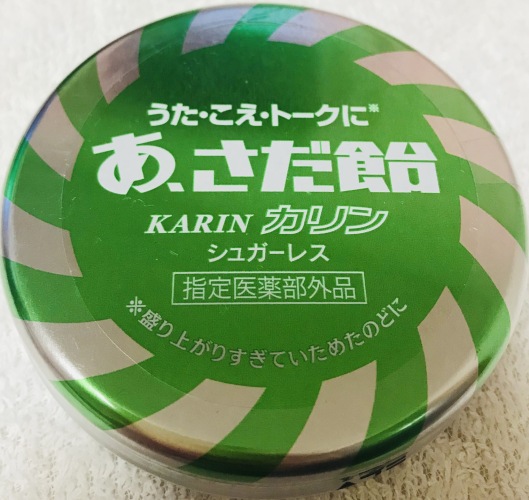 うた・こえ・トークに※
あ、さだ飴
KARIN カリン
シュガーレス
指定医薬部外品
※盛り上がりすぎていためたのどに